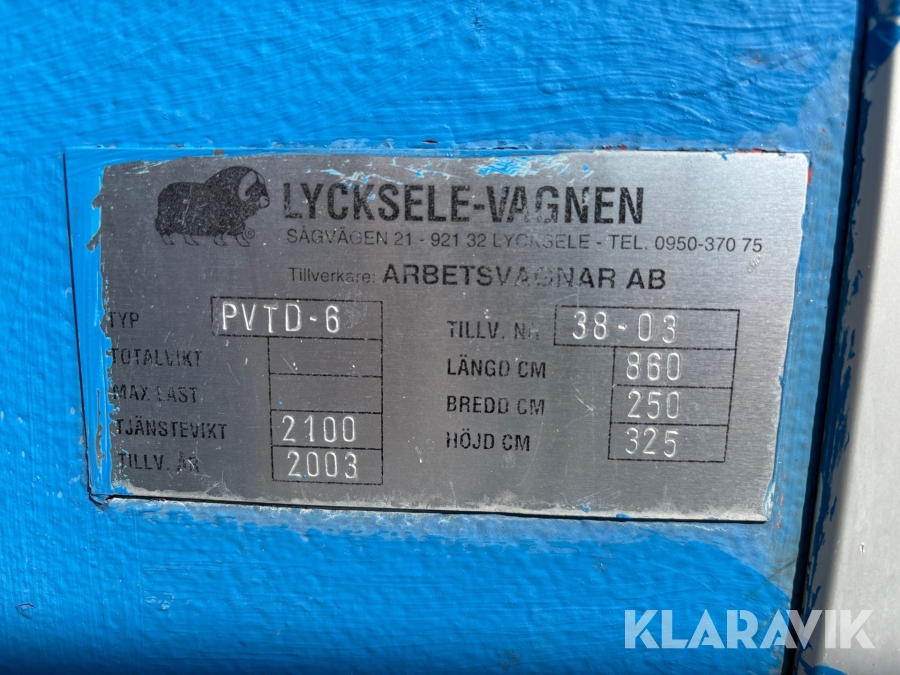 LYCKSELE-VAGNEN
SÅGVÄGEN 21 - 921 32 LYCKSELE - TEL. 0950-370 75
Tillverkare: ARBETSVAGNAR AB
TYP PVTD-6
TOTALVIKT
MAX LAST
TJÄNSTEVIKT 2100
TILLV. ÅR 2003
TILLV. NR 38-03
LÄNGD CM 860
BREDD CM 250
HÖJD CM 325
KLARAVIK